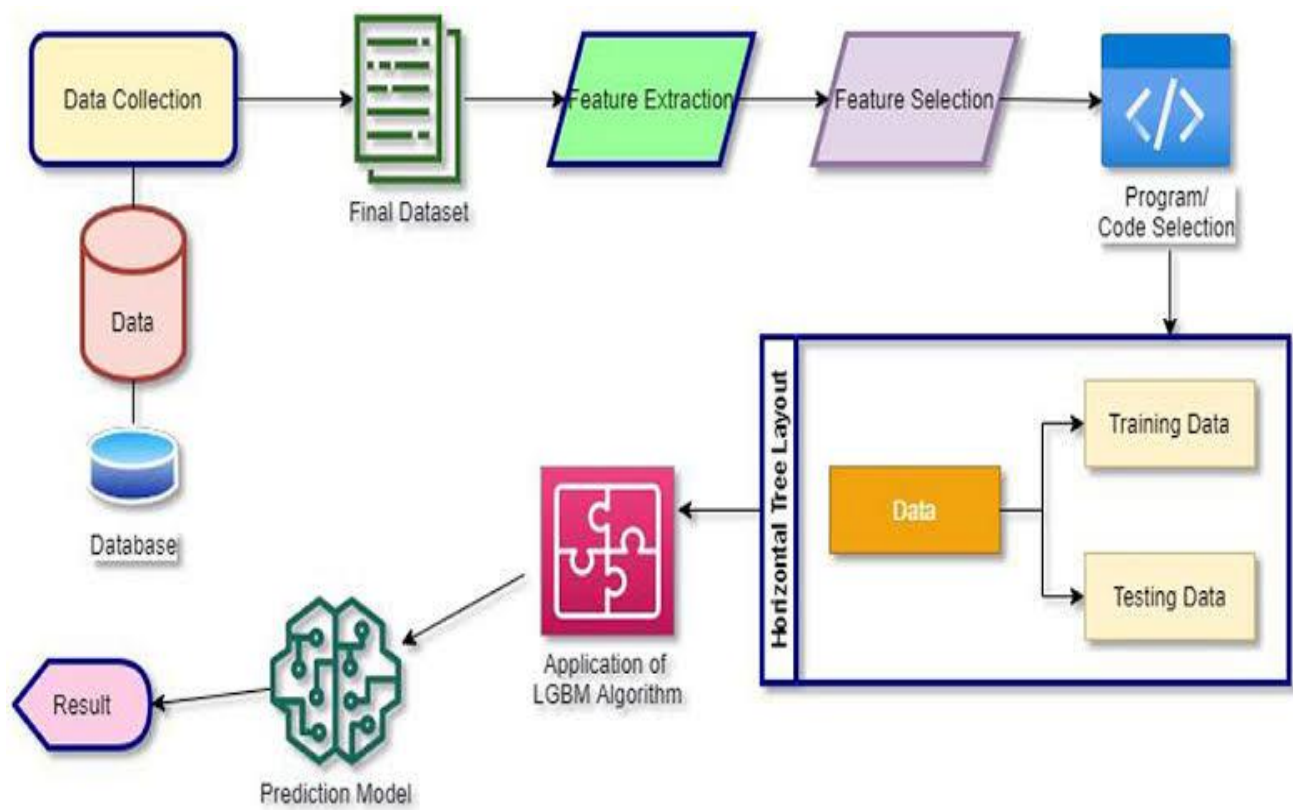 Data Collection
Final Dataset
Feature Extraction
Feature Selection
Program/
Code Selection
Data
Database
Horizontal Tree Layout
Data
Training Data
Testing Data
Application of
LGBM Algorithm
Prediction Model
Result